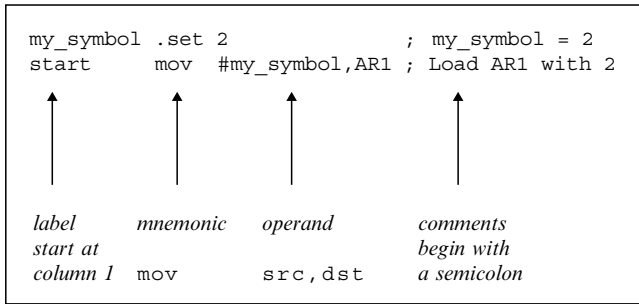 my_symbol .set 2 ; my_symbol = 2
start mov #my_symbol,AR1 ; Load AR1 with 2
label mnemonic operand comments
start at begin with
column 1 mov src,dst a semicolon